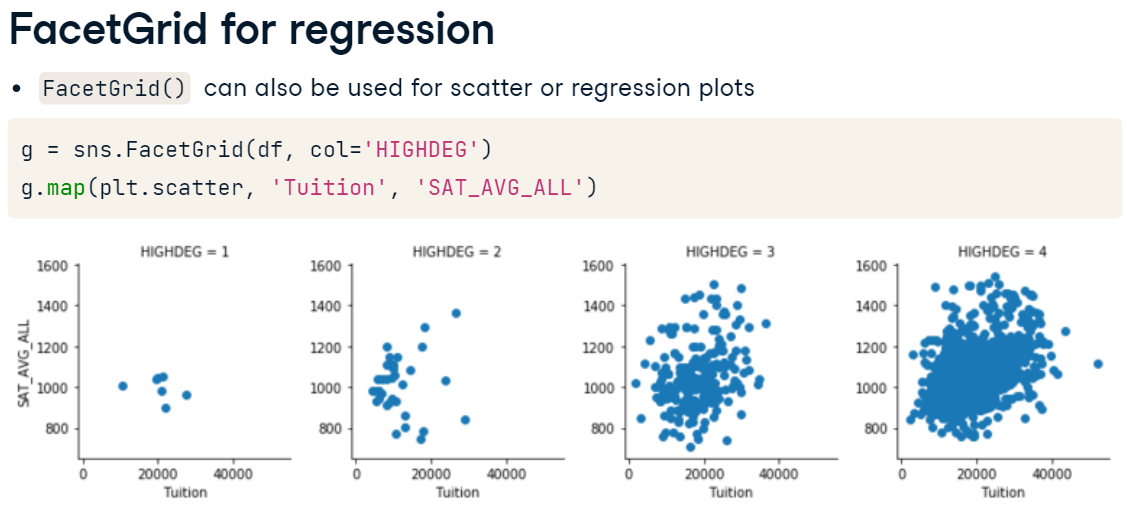 FacetGrid for regression
• FacetGrid() can also be used for scatter or regression plots
g = sns.FacetGrid(df, col='HIGHDEG')
g.map(plt.scatter, 'Tuition', 'SAT_AVG_ALL')
HIGHDEG = 1
1600
1400
1200
1000
800
SAT_AVG_ALL
0 20000 40000
Tuition
HIGHDEG = 2
1600
1400
1200
1000
800
0 20000 40000
Tuition
HIGHDEG = 3
1600
1400
1200
1000
800
0 20000 40000
Tuition
HIGHDEG = 4
1600
1400
1200
1000
800
0 20000 40000
Tuition